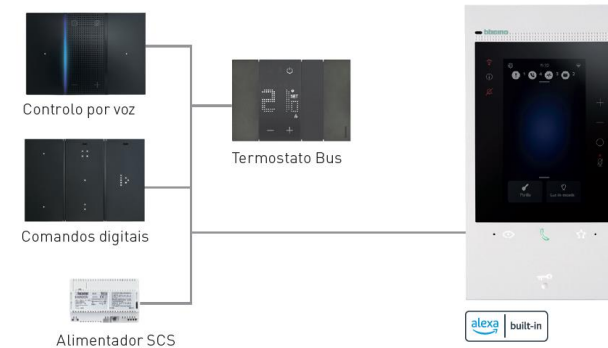 Controlo por voz
Termostato Bus
Comandos digitais
Alimentador SCS
bticino
alexa built-in